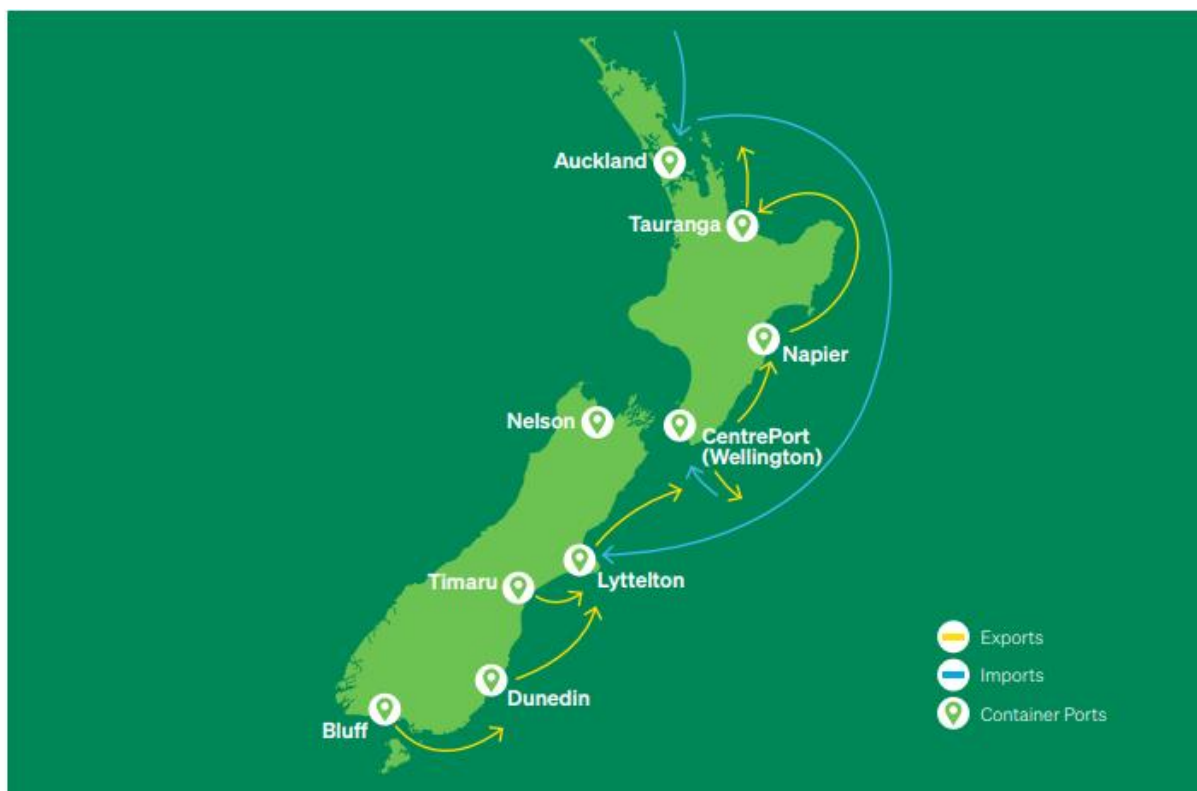 Auckland
Tauranga
Napier
Nelson
CentrePort
(Wellington)
Timaru
Lyttelton
Dunedin
Bluff
Exports
Imports
Container Ports